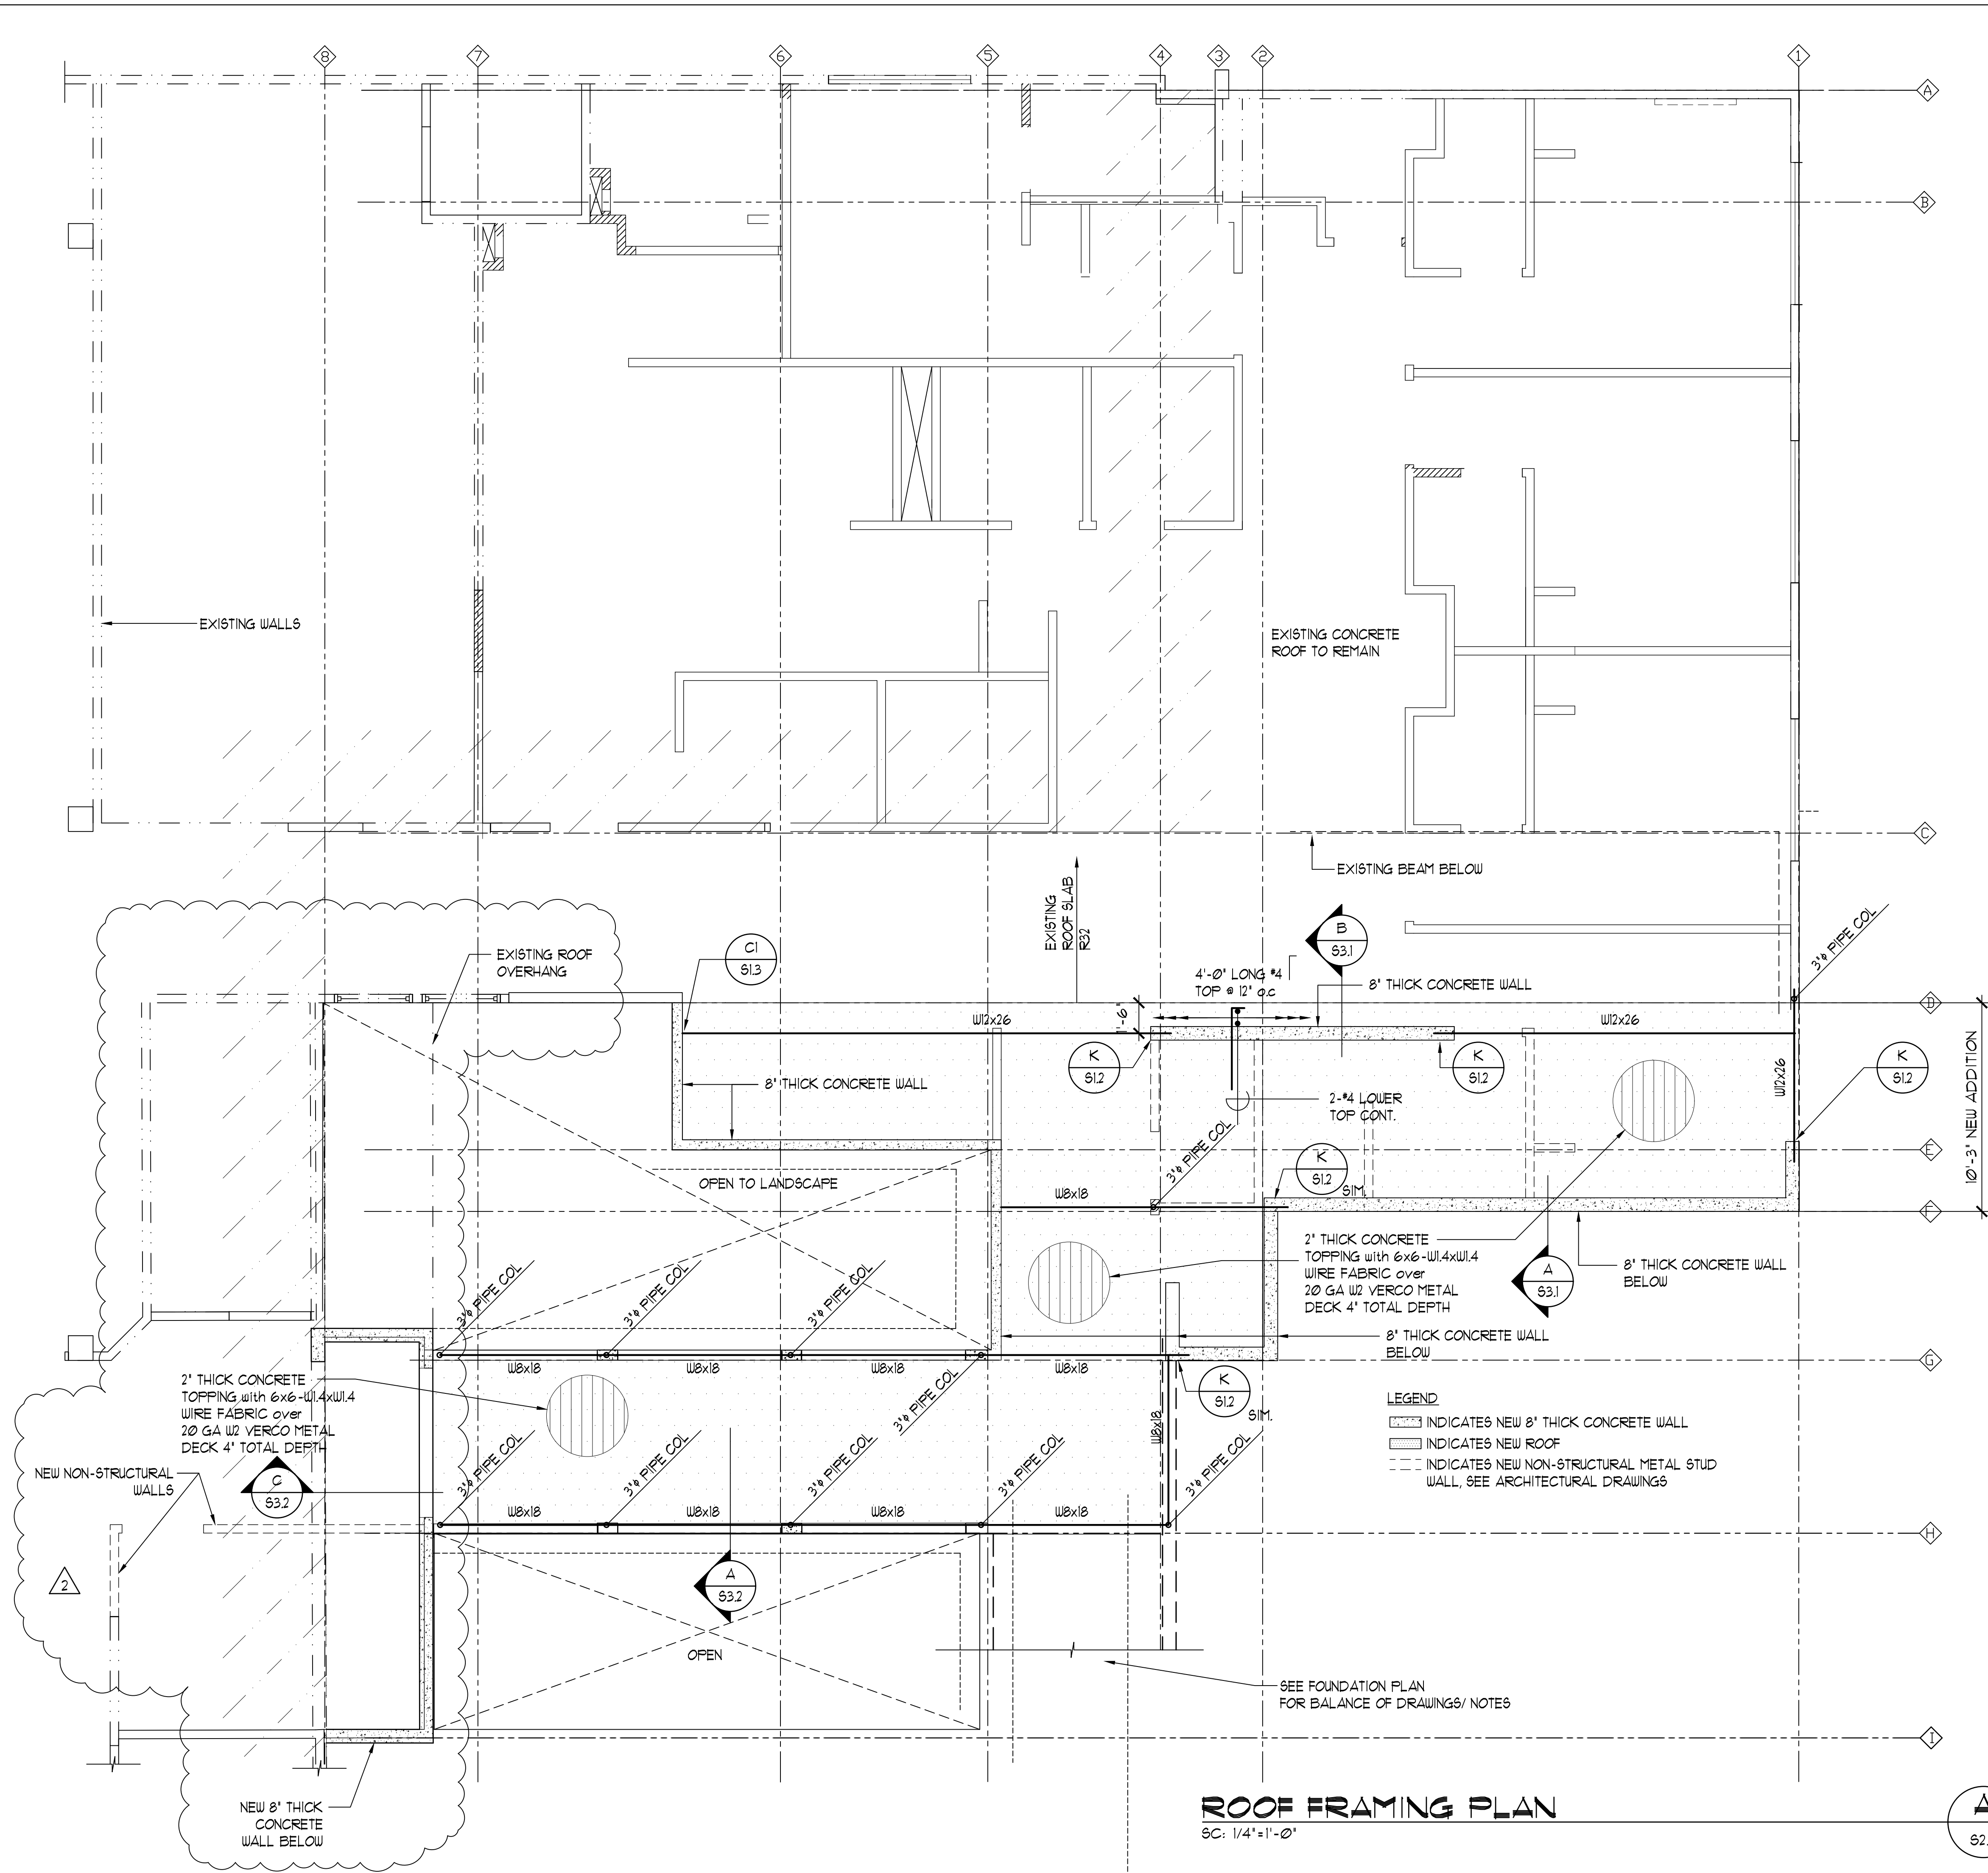 8
7
6
5
4
3
2
1
A
B
EXISTING WALLS
EXISTING CONCRETE
ROOF TO REMAIN
C
EXISTING BEAM BELOW
EXISTING
ROOF SLAB
R32
EXISTING ROOF
OVERHANG
C1
S1.3
B
S3.1
4'-0" LONG #4
TOP @ 12" o.c
8" THICK CONCRETE WALL
3"φ PIPE COL
D
W12x26
W12x26
K
S1.2
K
S1.2
W12x26
K
S1.2
10'-3" NEW ADDITION
8" THICK CONCRETE WALL
2-#4 LOWER
TOP CONT.
3"φ PIPE COL
E
K
S1.2
SIM.
OPEN TO LANDSCAPE
W8x18
F
2" THICK CONCRETE
TOPPING with 6x6-W1.4xW1.4
WIRE FABRIC over
20 GA W2 VERCO METAL
DECK 4" TOTAL DEPTH
A
S3.1
8" THICK CONCRETE WALL
BELOW
3"φ PIPE COL
3"φ PIPE COL
3"φ PIPE COL
8" THICK CONCRETE WALL
BELOW
G
W8x18
W8x18
W8x18
W8x18
2" THICK CONCRETE
TOPPING with 6x6-W1.4xW1.4
WIRE FABRIC over
20 GA W2 VERCO METAL
DECK 4" TOTAL DEPTH
3"φ PIPE COL
K
S1.2
SIM.
W8x18
LEGEND
INDICATES NEW 8" THICK CONCRETE WALL
INDICATES NEW ROOF
INDICATES NEW NON-STRUCTURAL METAL STUD
WALL, SEE ARCHITECTURAL DRAWINGS
NEW NON-STRUCTURAL
WALLS
C
S3.2
3"φ PIPE COL
3"φ PIPE COL
3"φ PIPE COL
3"φ PIPE COL
3"φ PIPE COL
W8x18
W8x18
W8x18
W8x18
H
2
A
S3.2
OPEN
SEE FOUNDATION PLAN
FOR BALANCE OF DRAWINGS/ NOTES
I
NEW 8" THICK
CONCRETE
WALL BELOW
ROOF FRAMING PLAN
SC: 1/4"=1'-0"